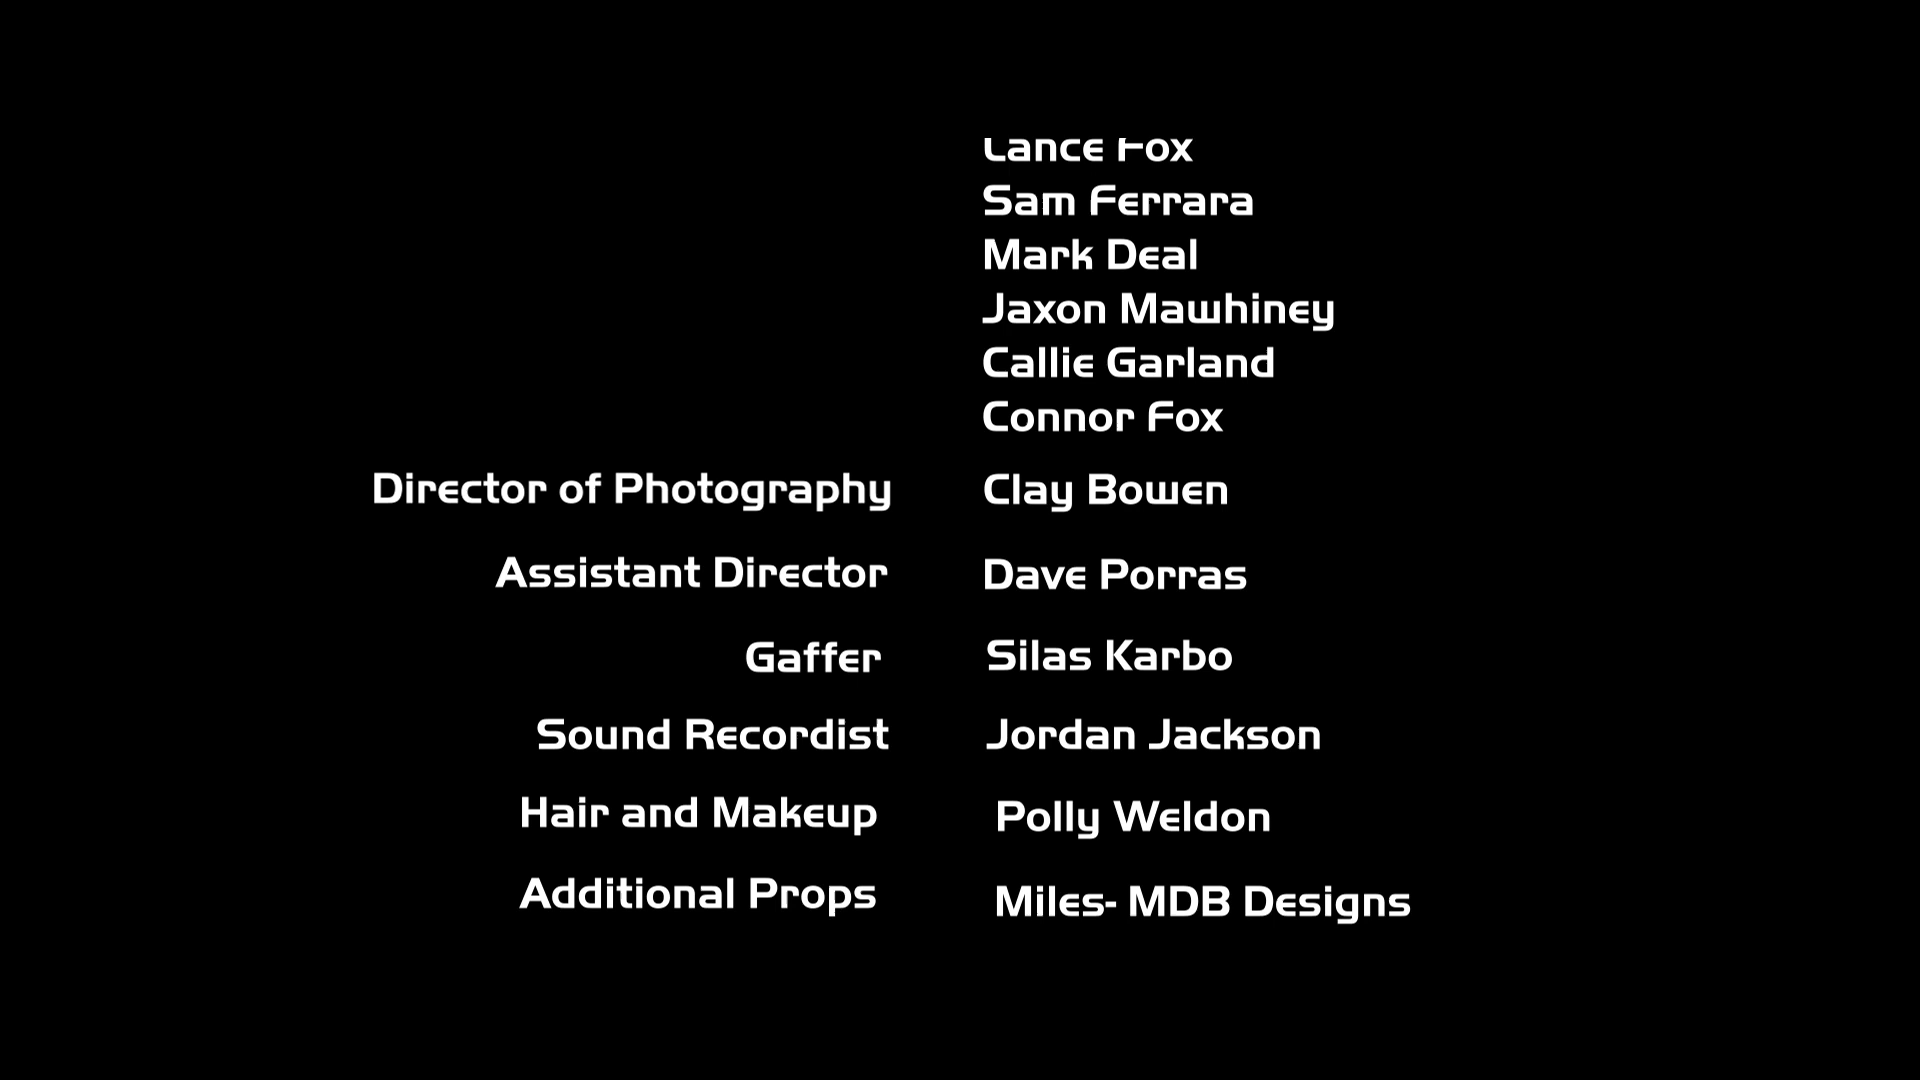 Lance Fox
Sam Ferrara
Mark Deal
Jaxon Mawhiney
Callie Garland
Connor Fox
Director of Photography Clay Bowen
Assistant Director Dave Porras
Gaffer Silas Karbo
Sound Recordist Jordan Jackson
Hair and Makeup Polly Weldon
Additional Props Miles- MDB Designs